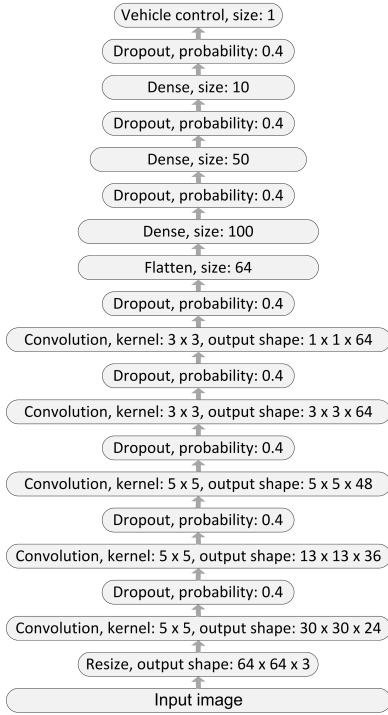 Vehicle control, size: 1
Dropout, probability: 0.4
Dense, size: 10
Dropout, probability: 0.4
Dense, size: 50
Dropout, probability: 0.4
Dense, size: 100
Flatten, size: 64
Dropout, probability: 0.4
Convolution, kernel: 3 x 3, output shape: 1 x 1 x 64
Dropout, probability: 0.4
Convolution, kernel: 3 x 3, output shape: 3 x 3 x 64
Dropout, probability: 0.4
Convolution, kernel: 5 x 5, output shape: 5 x 5 x 48
Dropout, probability: 0.4
Convolution, kernel: 5 x 5, output shape: 13 x 13 x 36
Dropout, probability: 0.4
Convolution, kernel: 5 x 5, output shape: 30 x 30 x 24
Resize, output shape: 64 x 64 x 3
Input image